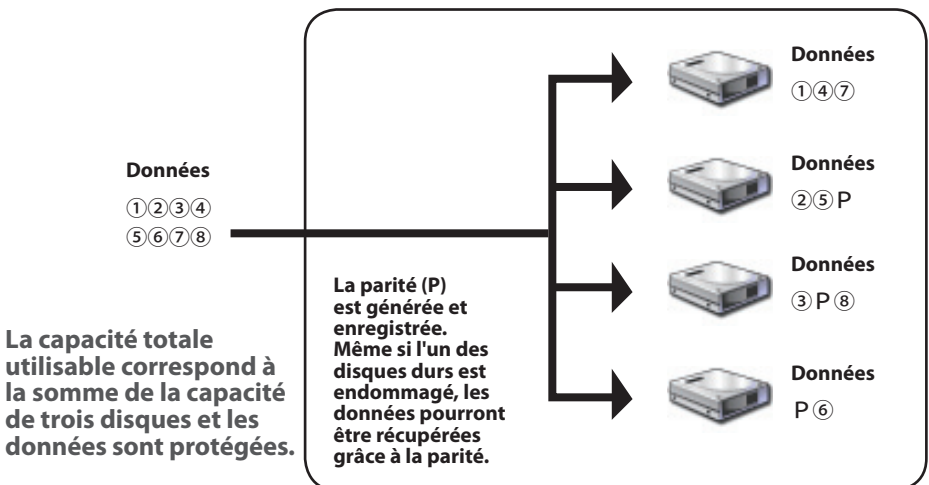 Données
①②③④
⑤⑥⑦⑧
La capacité totale
utilisable correspond à
la somme de la capacité
de trois disques et les
données sont protégées.
La parité (P)
est générée et
enregistrée.
Même si l'un des
disques durs est
endommagé, les
données pourront
être récupérées
grâce à la parité.
Données
①④⑦
Données
②⑤P
Données
③P⑧
Données
P⑥